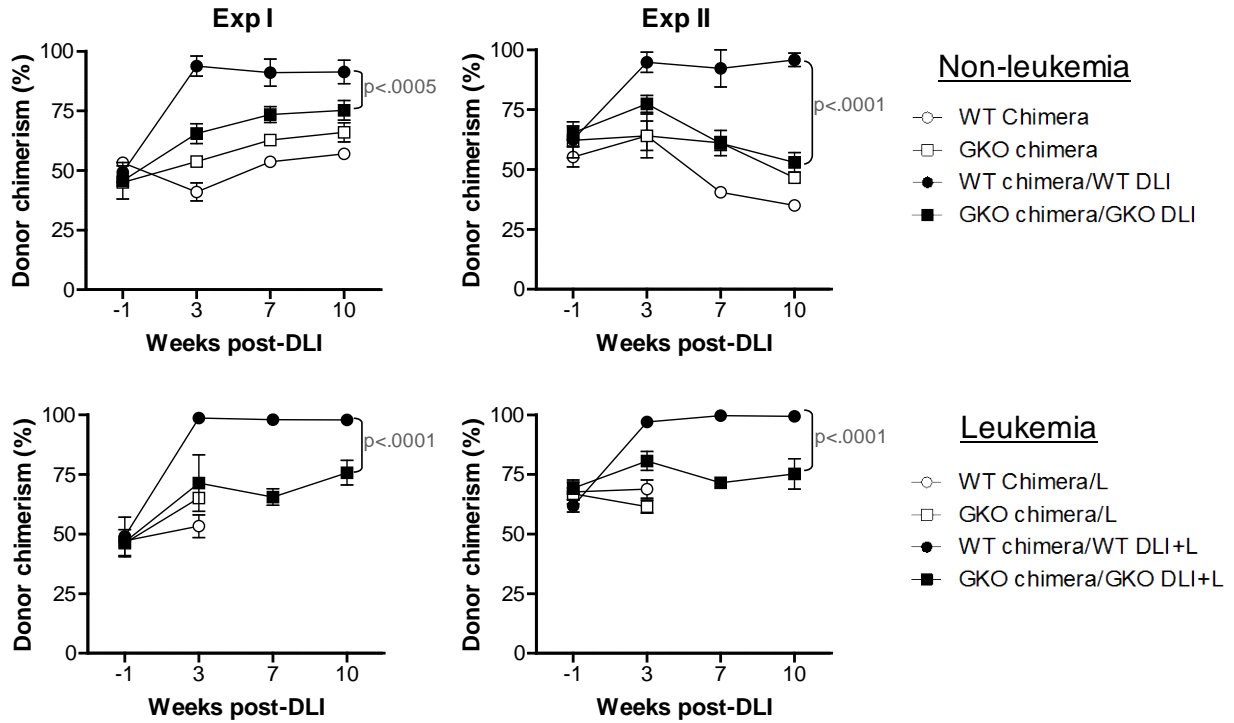 Exp I
Exp II
Donor chimerism (%)
100
75
50
25
0
-1 3 7 10
Weeks post-DLI
p<.0005
Donor chimerism (%)
100
75
50
25
0
-1 3 7 10
Weeks post-DLI
p<.0001
Non-leukemia
WT Chimera
GKO chimera
WT chimera/WT DLI
GKO chimera/GKO DLI
Donor chimerism (%)
100
75
50
25
0
-1 3 7 10
Weeks post-DLI
p<.0001
Donor chimerism (%)
100
75
50
25
0
-1 3 7 10
Weeks post-DLI
p<.0001
Leukemia
WT Chimera/L
GKO chimera/L
WT chimera/WT DLI+L
GKO chimera/GKO DLI+L